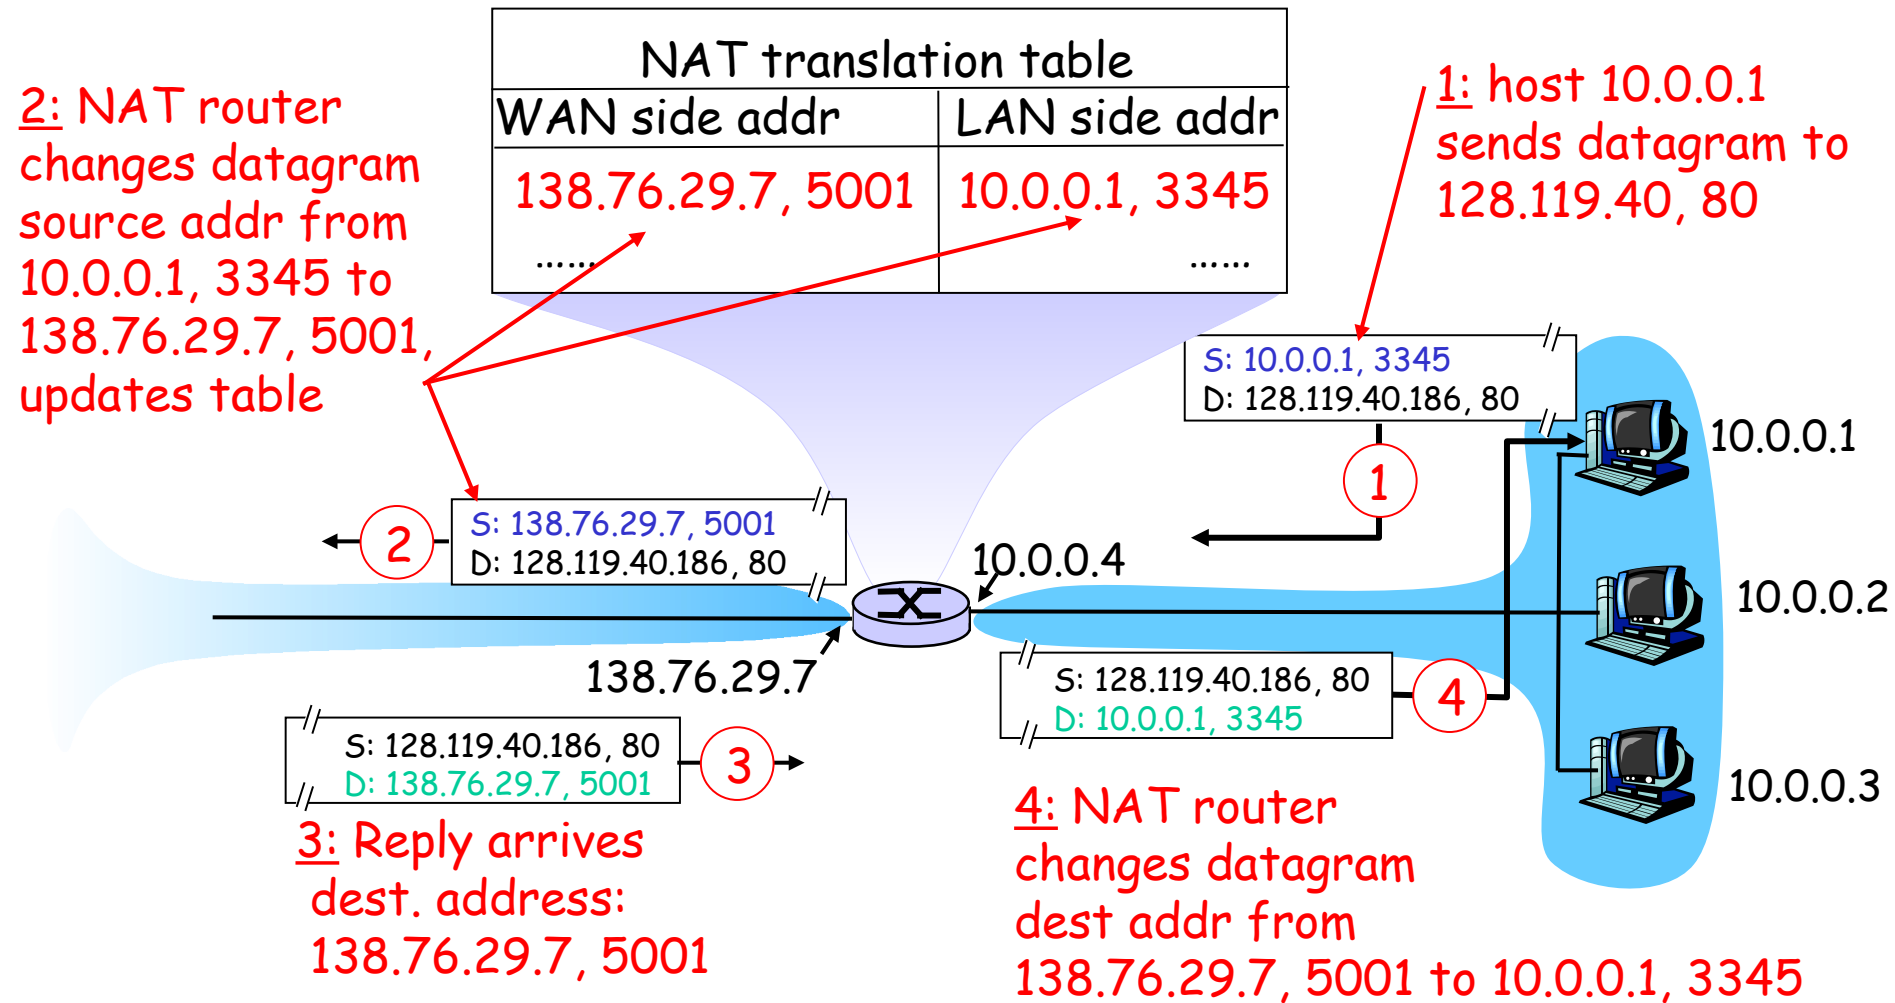 NAT translation table
WAN side addr LAN side addr
138.76.29.7, 5001 10.0.0.1, 3345
...... ......
2: NAT router
changes datagram
source addr from
10.0.0.1, 3345 to
138.76.29.7, 5001,
updates table
1: host 10.0.0.1
sends datagram to
128.119.40, 80
S: 10.0.0.1, 3345
D: 128.119.40.186, 80
1
10.0.0.1
S: 138.76.29.7, 5001
D: 128.119.40.186, 80
2
10.0.0.4
10.0.0.2
138.76.29.7
S: 128.119.40.186, 80
D: 10.0.0.1, 3345
4
S: 128.119.40.186, 80
D: 138.76.29.7, 5001
3
10.0.0.3
3: Reply arrives
dest. address:
138.76.29.7, 5001
4: NAT router
changes datagram
dest addr from
138.76.29.7, 5001 to 10.0.0.1, 3345